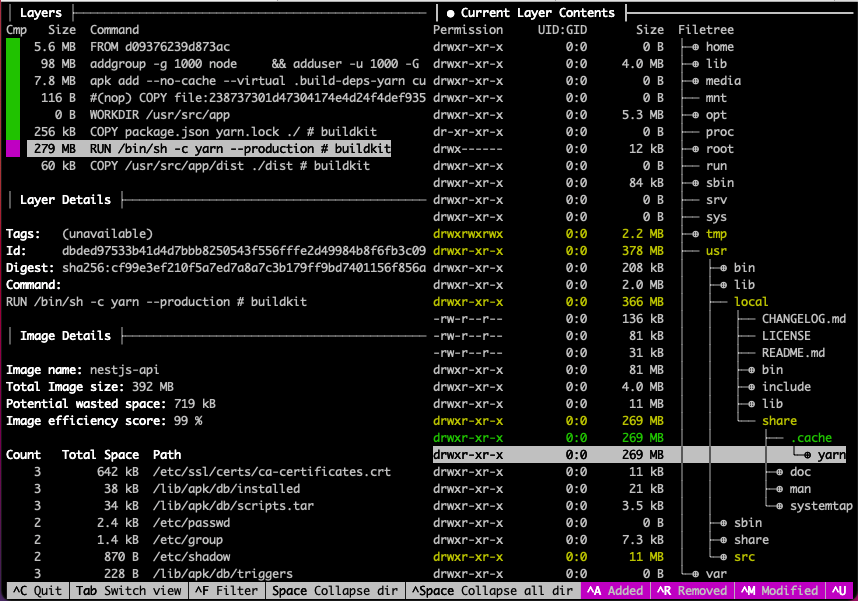 Layers
Cmp Size Command
5.6 MB FROM d09376239d873ac
98 MB addgroup -g 1000 node && adduser -u 1000 -G
7.8 MB apk add --no-cache --virtual .build-deps-yarn cu
116 B #(nop) COPY file:238737301d47304174e4d24f4def935
0 B WORKDIR /usr/src/app
256 kB COPY package.json yarn.lock ./ # buildkit
279 MB RUN /bin/sh -c yarn --production # buildkit
60 kB COPY /usr/src/app/dist ./dist # buildkit
Layer Details
Tags: (unavailable)
Id: dbded97533b41d4d7bbb8250543f556fffe2d49984b8f6fb3c09
Digest: sha256:cf99e3ef210f5a7ed7a8a7c3b179ff9bd7401156f856a
Command:
RUN /bin/sh -c yarn --production # buildkit
Image Details
Image name: nestjs-api
Total Image size: 392 MB
Potential wasted space: 719 kB
Image efficiency score: 99 %
Count Total Space Path
3 642 kB /etc/ssl/certs/ca-certificates.crt
3 38 kB /lib/apk/db/installed
3 34 kB /lib/apk/db/scripts.tar
2 2.4 kB /etc/passwd
2 1.4 kB /etc/group
2 870 B /etc/shadow
3 228 B /lib/apk/db/triggers
● Current Layer Contents
Permission UID:GID Size Filetree
drwxr-xr-x 0:0 0 B home
drwxr-xr-x 0:0 4.0 MB lib
drwxr-xr-x 0:0 0 B media
drwxr-xr-x 0:0 0 B mnt
drwxr-xr-x 0:0 5.3 MB opt
dr-xr-xr-x 0:0 0 B proc
drwx------ 0:0 12 kB root
drwxr-xr-x 0:0 0 B run
drwxr-xr-x 0:0 84 kB sbin
drwxr-xr-x 0:0 0 B srv
drwxr-xr-x 0:0 0 B sys
drwxrwxrwx 0:0 2.2 MB tmp
drwxr-xr-x 0:0 378 MB usr
drwxr-xr-x 0:0 208 kB bin
drwxr-xr-x 0:0 2.0 MB lib
drwxr-xr-x 0:0 366 MB local
-rw-r--r-- 0:0 136 kB CHANGELOG.md
-rw-r--r-- 0:0 81 kB LICENSE
-rw-r--r-- 0:0 31 kB README.md
drwxr-xr-x 0:0 81 MB bin
drwxr-xr-x 0:0 4.0 MB include
drwxr-xr-x 0:0 11 MB lib
drwxr-xr-x 0:0 269 MB share
drwxr-xr-x 0:0 269 MB .cache
drwxr-xr-x 0:0 269 MB yarn
drwxr-xr-x 0:0 11 kB doc
drwxr-xr-x 0:0 21 kB man
drwxr-xr-x 0:0 3.5 kB systemtap
drwxr-xr-x 0:0 0 B sbin
drwxr-xr-x 0:0 7.3 kB share
drwxr-xr-x 0:0 11 MB src
drwxr-xr-x 0:0 0 B var
^C Quit Tab Switch view ^F Filter Space Collapse dir ^Space Collapse all dir ^A Added ^R Removed ^M Modified ^U